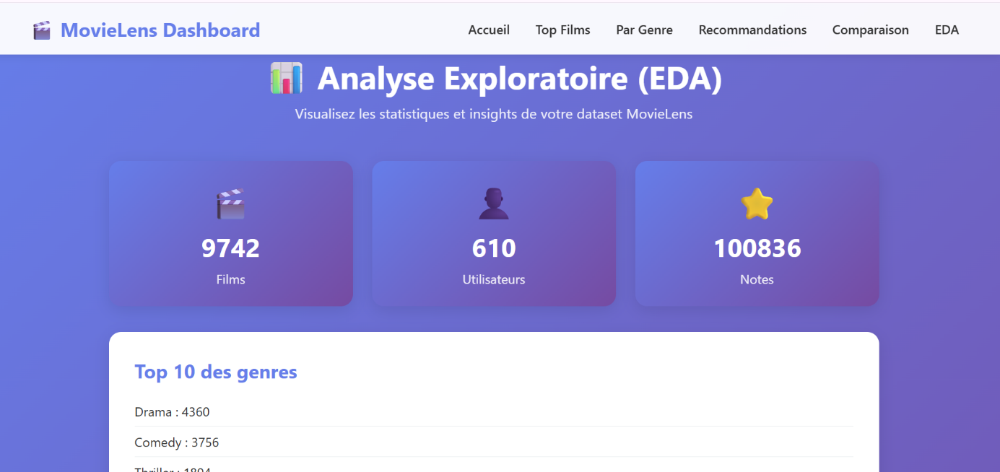 MovieLens Dashboard
Accueil Top Films Par Genre Recommandations Comparaison EDA
Analyse Exploratoire (EDA)
Visualisez les statistiques et insights de votre dataset MovieLens
9742 610 100836
Films Utilisateurs Notes
Top 10 des genres
Drama : 4360
Comedy : 3756
Thriller : 1894